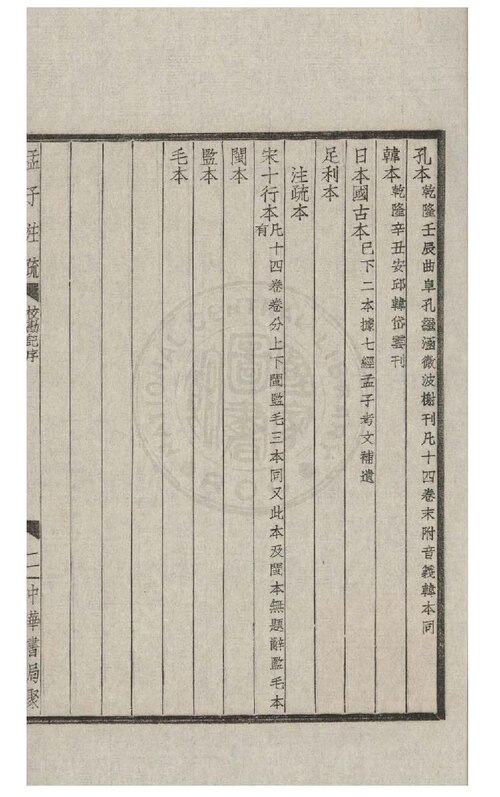 孔本乾隆壬辰曲阜孔繼涵微波榭刊凡十四卷末附音義韓本同
韓本乾隆辛丑安邱韓岱雲刊
日本國古本已下二本據七經孟子考文補遺
足利本
注疏本
宋十行本凡十四卷卷分上下閩監毛三本同又此本及閩本無題辭監毛本有
閩本
監本
毛本
孟子注疏 校勘記序 二 中華書局聚